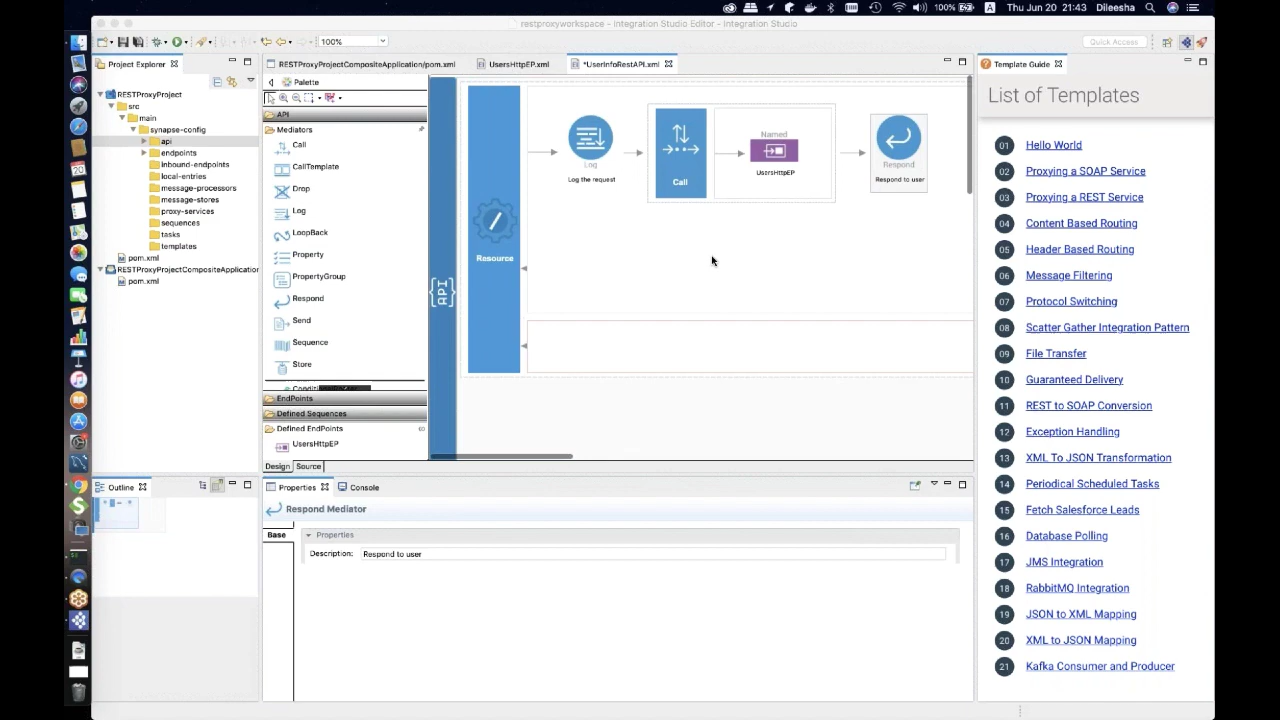 100%
A
Thu Jun 20 21:43
Dileesha
restproxyworkspace - Integration Studio Editor - Integration Studio
100%
Quick Access
Project Explorer
RESTProxyProjectCompositeApplication/pom.xml
UsersHttpEP.xml
*UserInfoRestAPI.xml
Template Guide
RESTProxyProject
src
main
synapse-config
api
endpoints
inbound-endpoints
local-entries
message-processors
message-stores
proxy-services
sequences
tasks
templates
pom.xml
RESTProxyProjectCompositeApplication
pom.xml
Palette
API
Mediators
Call
CallTemplate
Drop
Log
LoopBack
Property
PropertyGroup
Respond
Send
Sequence
Store
EndPoints
Defined Sequences
Defined EndPoints
UsersHttpEP
Design
Source
{API}
Resource
Log
Log the request
Call
Named
UsersHttpEP
Respond
Respond to user
List of Templates
01 Hello World
02 Proxying a SOAP Service
03 Proxying a REST Service
04 Content Based Routing
05 Header Based Routing
06 Message Filtering
07 Protocol Switching
08 Scatter Gather Integration Pattern
09 File Transfer
10 Guaranteed Delivery
11 REST to SOAP Conversion
12 Exception Handling
13 XML To JSON Transformation
14 Periodical Scheduled Tasks
15 Fetch Salesforce Leads
16 Database Polling
17 JMS Integration
18 RabbitMQ Integration
19 JSON to XML Mapping
20 XML to JSON Mapping
21 Kafka Consumer and Producer
Outline
Properties
Console
Respond Mediator
Base
Properties
Description: Respond to user